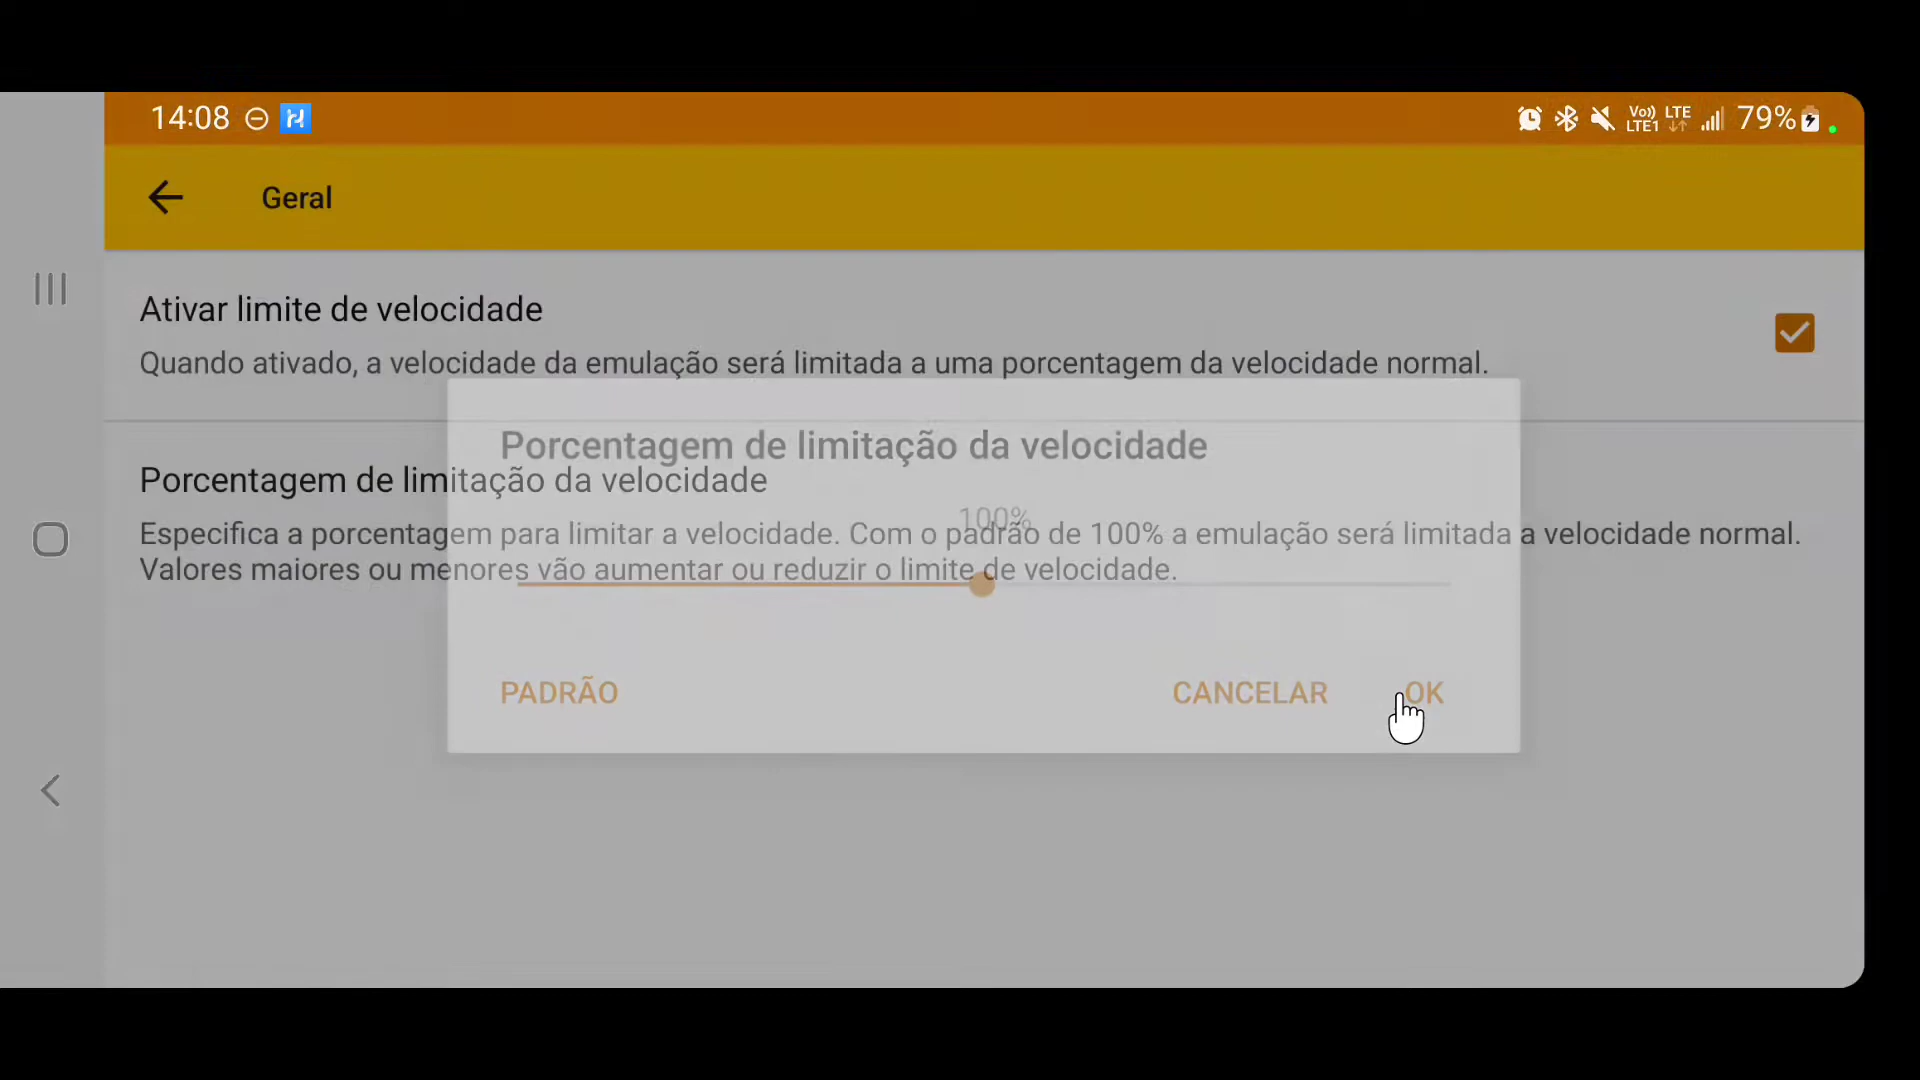 14:08
Vo)) LTE
LTE1
79%
Geral
Ativar limite de velocidade
Quando ativado, a velocidade da emulação será limitada a uma porcentagem da velocidade normal.
Porcentagem de limitação da velocidade
Porcentagem de limitação da velocidade
100%
Especifica a porcentagem para limitar a velocidade. Com o padrão de 100% a emulação será limitada a velocidade normal.
Valores maiores ou menores vão aumentar ou reduzir o limite de velocidade.
PADRÃO
CANCELAR
OK